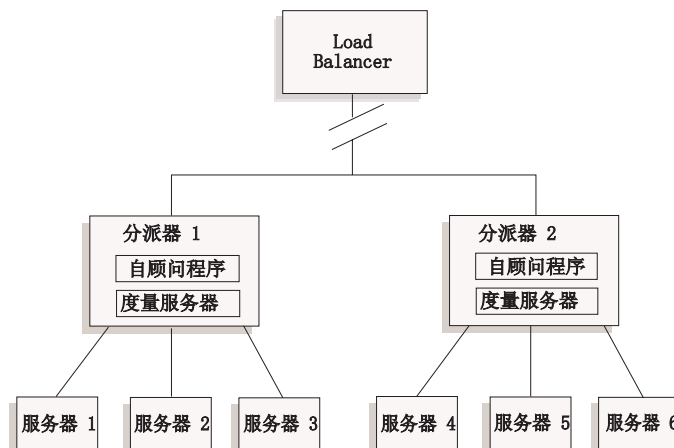 Load
Balancer
分派器 1
自顾问程序
度量服务器
分派器 2
自顾问程序
度量服务器
服务器 1
服务器 2
服务器 3
服务器 4
服务器 5
服务器 6